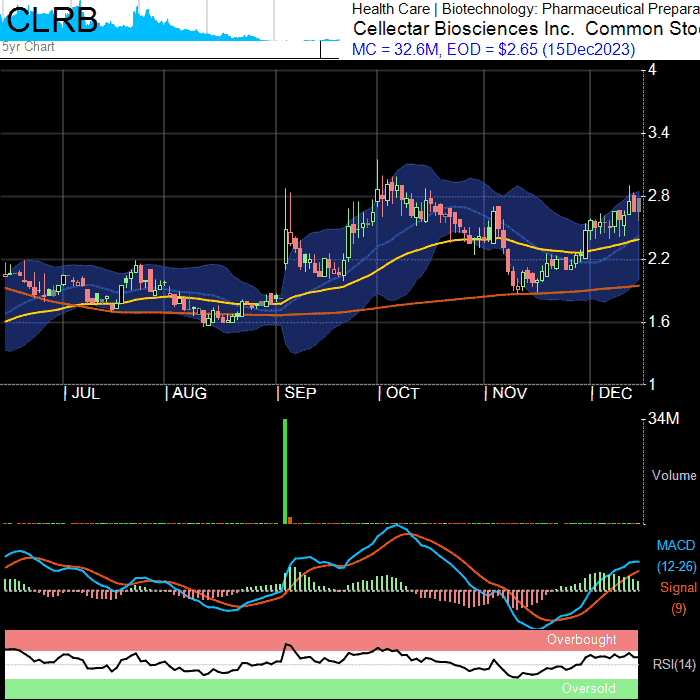 CLRB
5yr Chart
Health Care | Biotechnology: Pharmaceutical Prepara
Cellectar Biosciences Inc. Common Sto
MC = 32.6M, EOD = $2.65 (15Dec2023)
4
3.4
2.8
2.2
1.6
1
| JUL | AUG | SEP | OCT | NOV | DEC
34M
Volume
MACD
(12-26)
Signal
(9)
Overbought
RSI(14)
Oversold